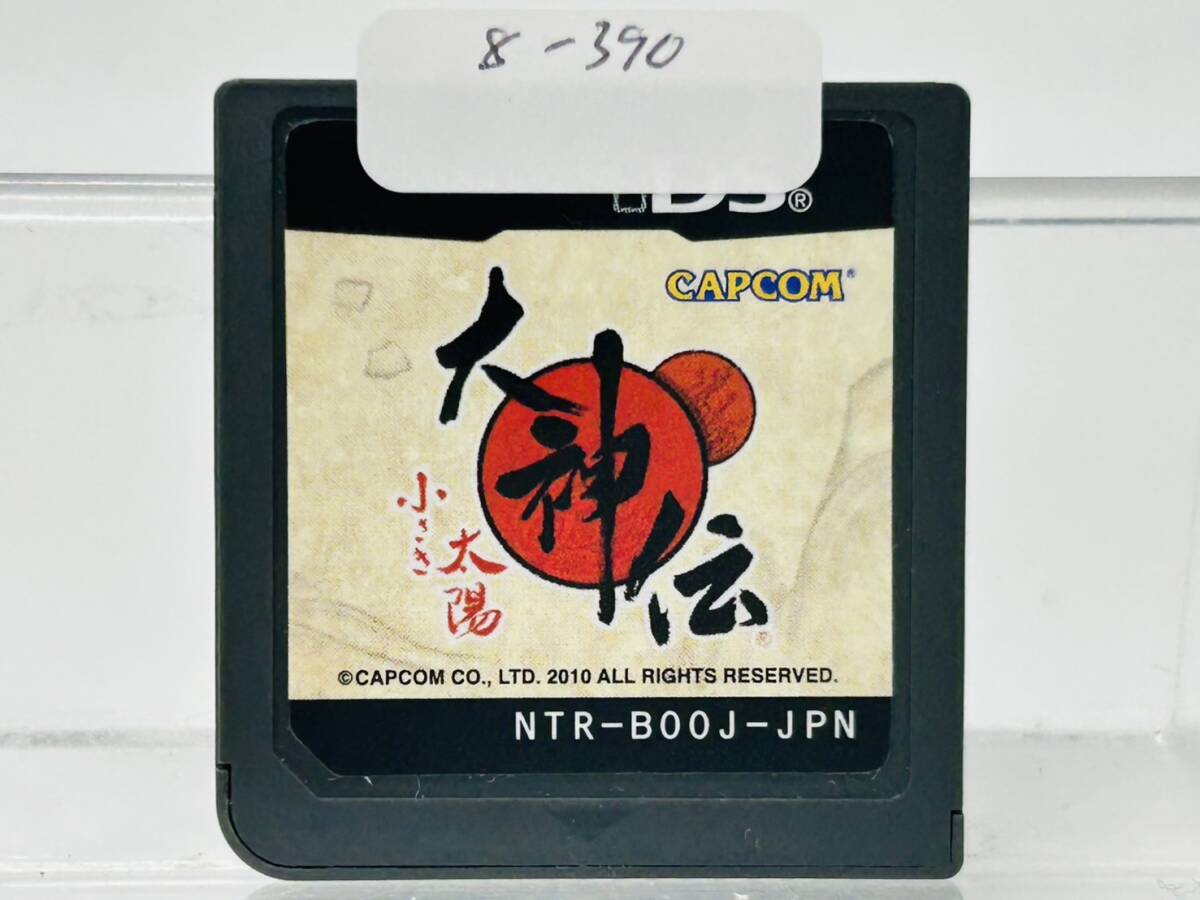 8-390
DS®
CAPCOM®
大神伝
小さき太陽
©CAPCOM CO., LTD. 2010 ALL RIGHTS RESERVED.
NTR-BOOJ-JPN